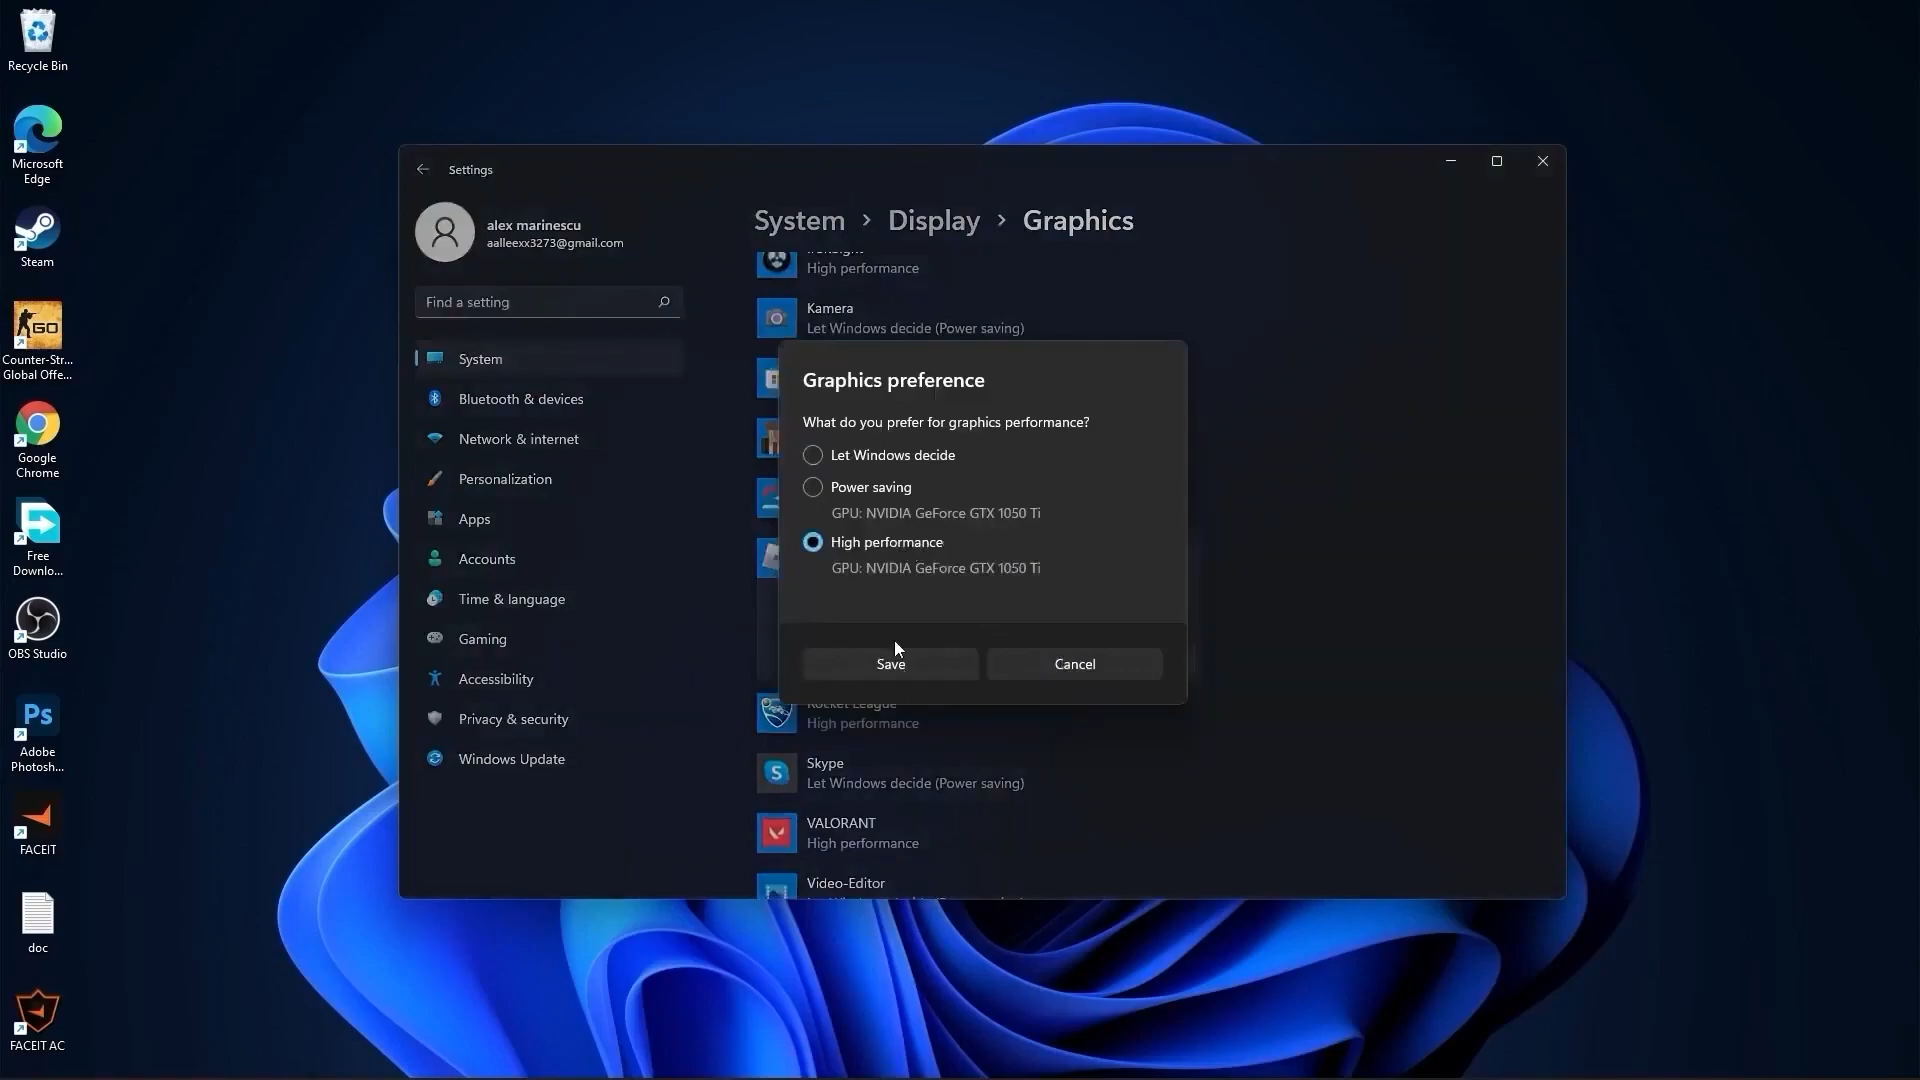 Recycle Bin
Microsoft
Edge
Steam
GO
Counter-Str...
Global Offe...
Google
Chrome
Free
Downlo...
OBS Studio
Ps
Adobe
Photosh...
FACEIT
doc
FACEIT AC
Settings
alex marinescu
aalleexx3273@gmail.com
Find a setting
System
Bluetooth & devices
Network & internet
Personalization
Apps
Accounts
Time & language
Gaming
Accessibility
Privacy & security
Windows Update
System > Display > Graphics
High performance
Kamera
Let Windows decide (Power saving)
Graphics preference
What do you prefer for graphics performance?
Let Windows decide
Power saving
GPU: NVIDIA GeForce GTX 1050 Ti
High performance
GPU: NVIDIA GeForce GTX 1050 Ti
Save
Cancel
Rocket League
High performance
Skype
Let Windows decide (Power saving)
VALORANT
High performance
Video-Editor